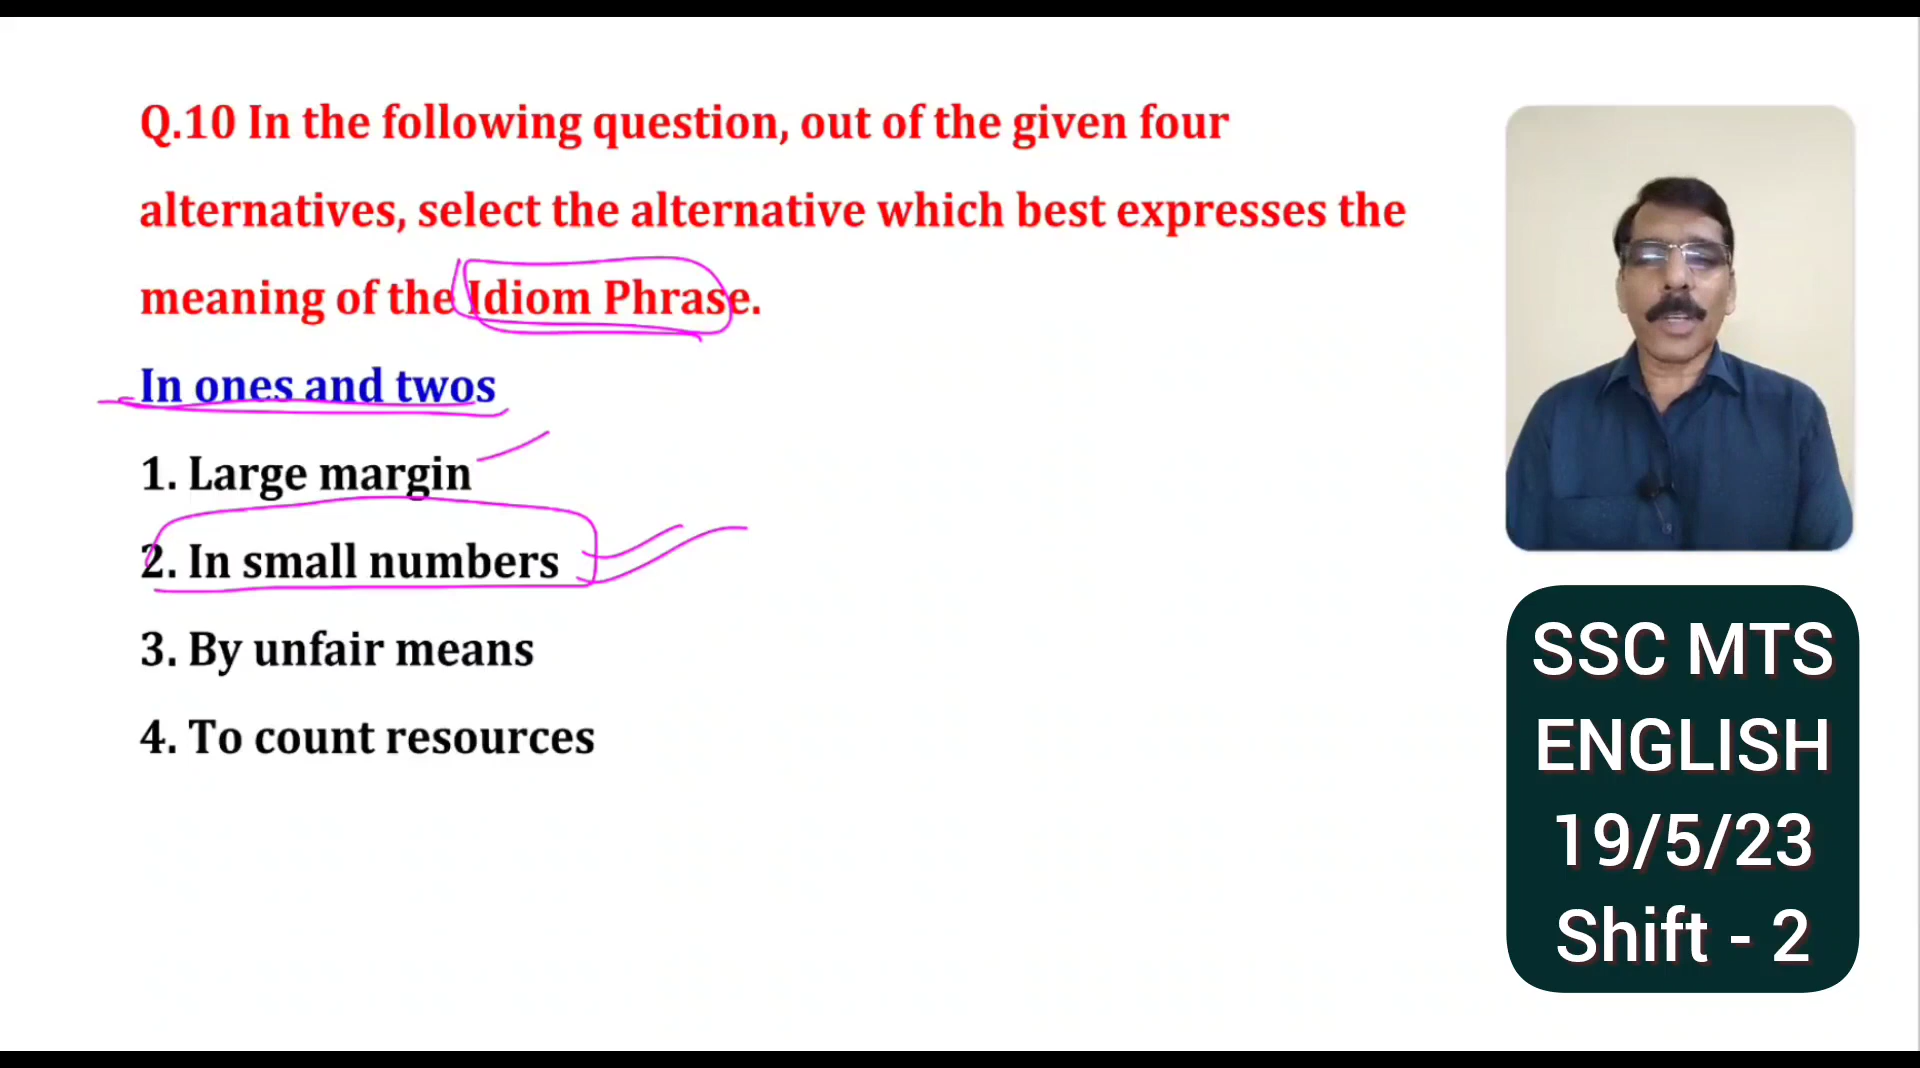 Q.10 In the following question, out of the given four
alternatives, select the alternative which best expresses the
meaning of the Idiom Phrase.
In ones and twos
1. Large margin
2. In small numbers
3. By unfair means
4. To count resources
SSC MTS
ENGLISH
19/5/23
Shift - 2